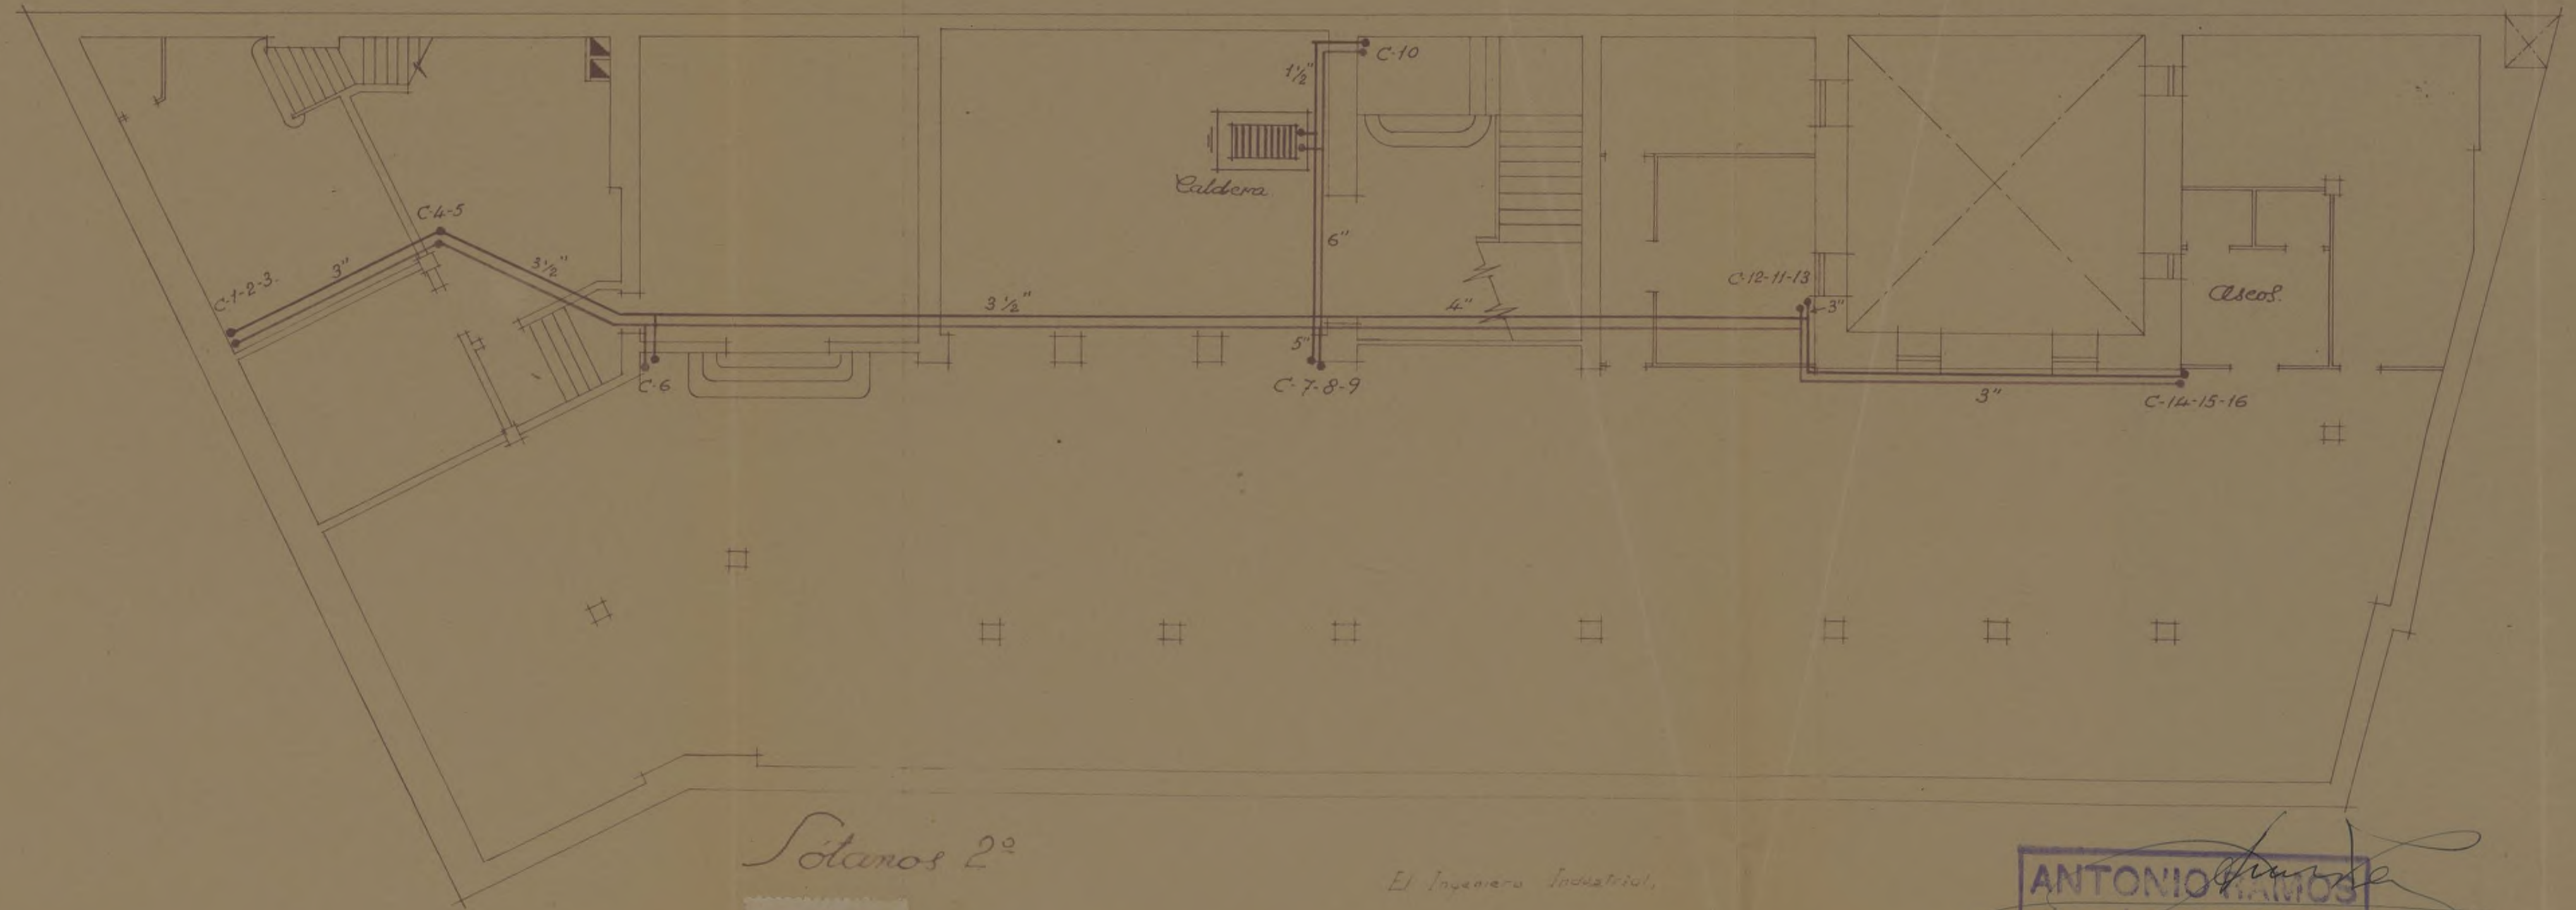 C-10
1½"
Caldera.
C-4-5
6"
3"
3½"
C-1-2-3.
C-12-11-13
Aseos.
3½"
4"
3"
5"
C-6
C-7-8-9
3"
C-14-15-16
Sótanos 2º
El Ingeniero Industrial,
ANTONIO RAMOS